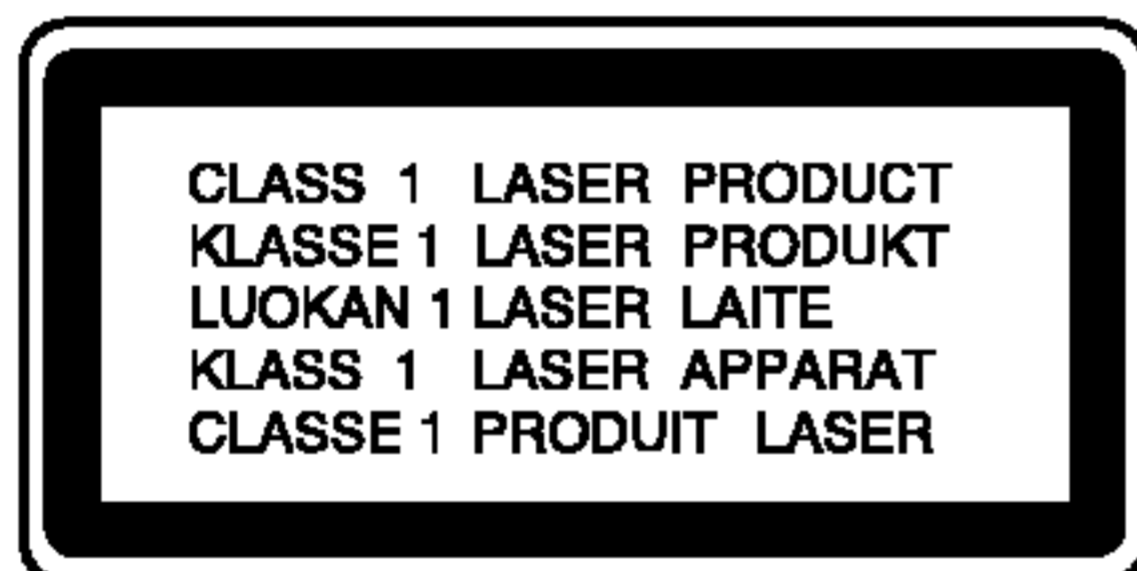 CLASS 1 LASER PRODUCT
KLASSE 1 LASER PRODUKT
LUOKAN 1 LASER LAITE
KLASS 1 LASER APPARAT
CLASSE 1 PRODUIT LASER